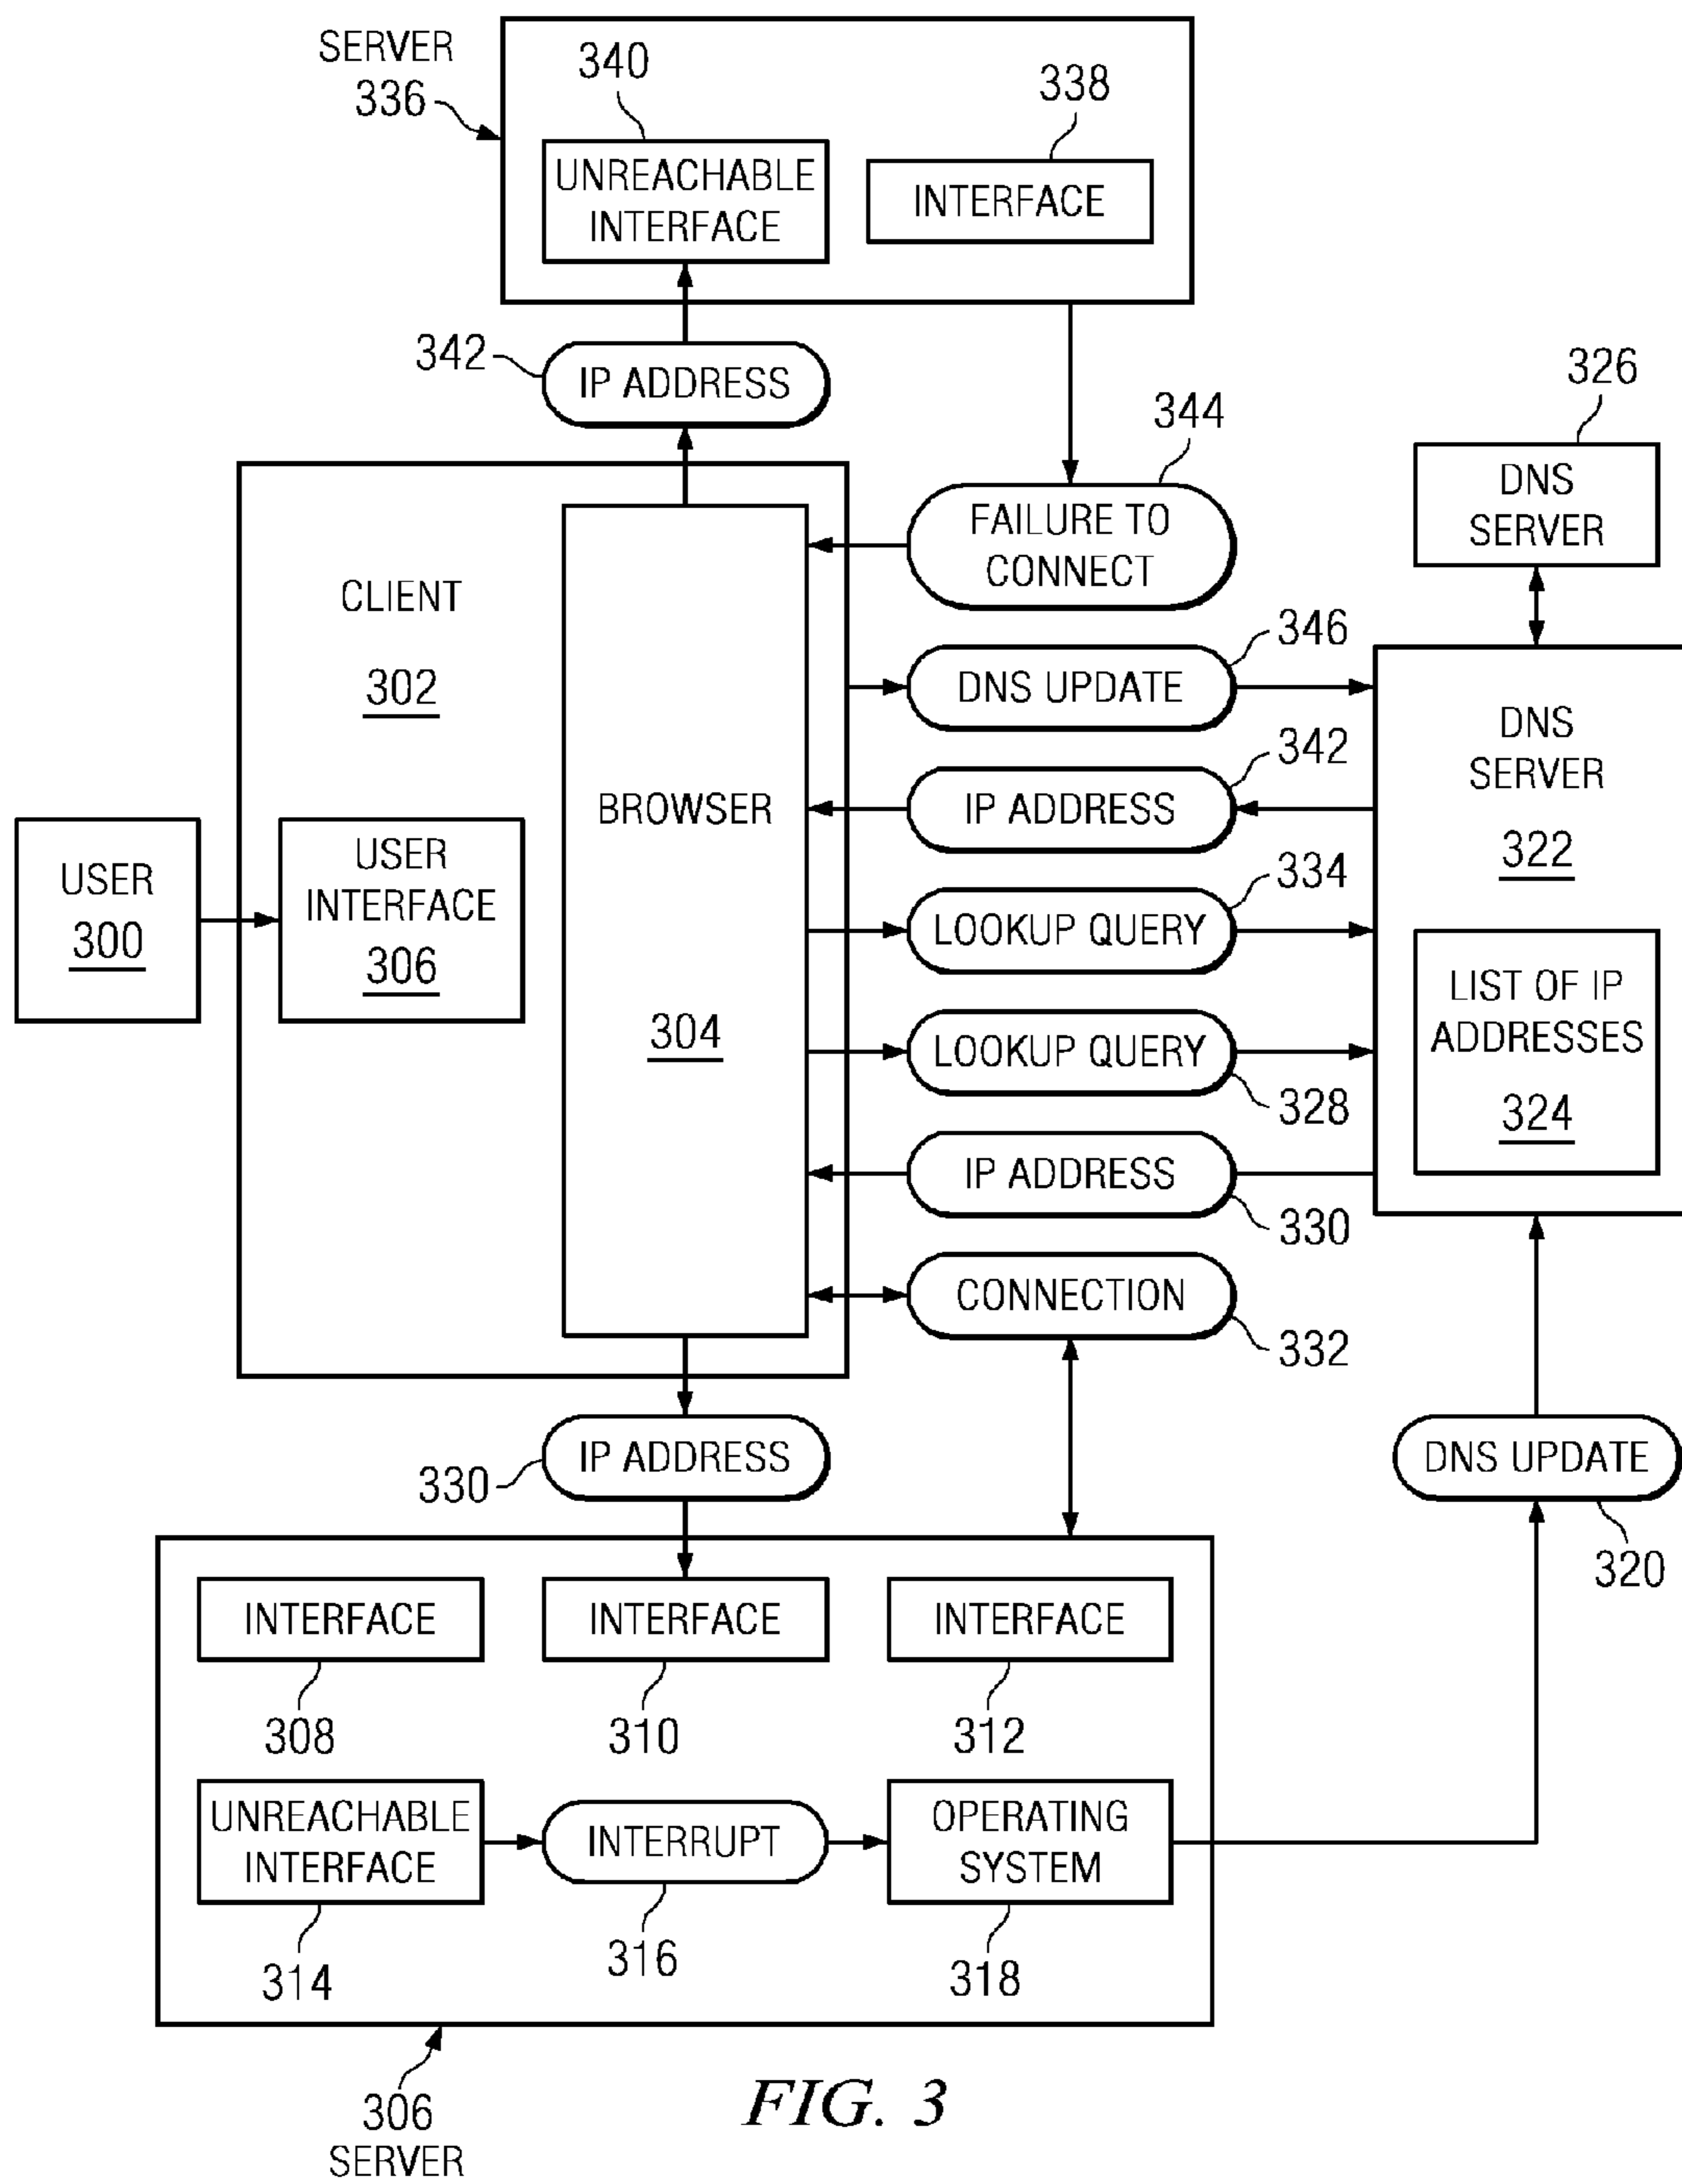 SERVER
336
340
338
UNREACHABLE
INTERFACE
INTERFACE
342
IP ADDRESS
326
344
DNS
SERVER
FAILURE TO
CONNECT
CLIENT
302
346
DNS UPDATE
DNS
SERVER
322
342
IP ADDRESS
BROWSER
304
USER
300
USER
INTERFACE
306
334
LOOKUP QUERY
LIST OF IP
ADDRESSES
324
LOOKUP QUERY
328
IP ADDRESS
330
CONNECTION
332
IP ADDRESS
330
DNS UPDATE
320
INTERFACE
INTERFACE
INTERFACE
308
310
312
UNREACHABLE
INTERFACE
INTERRUPT
OPERATING
SYSTEM
314
316
318
306
SERVER
FIG. 3